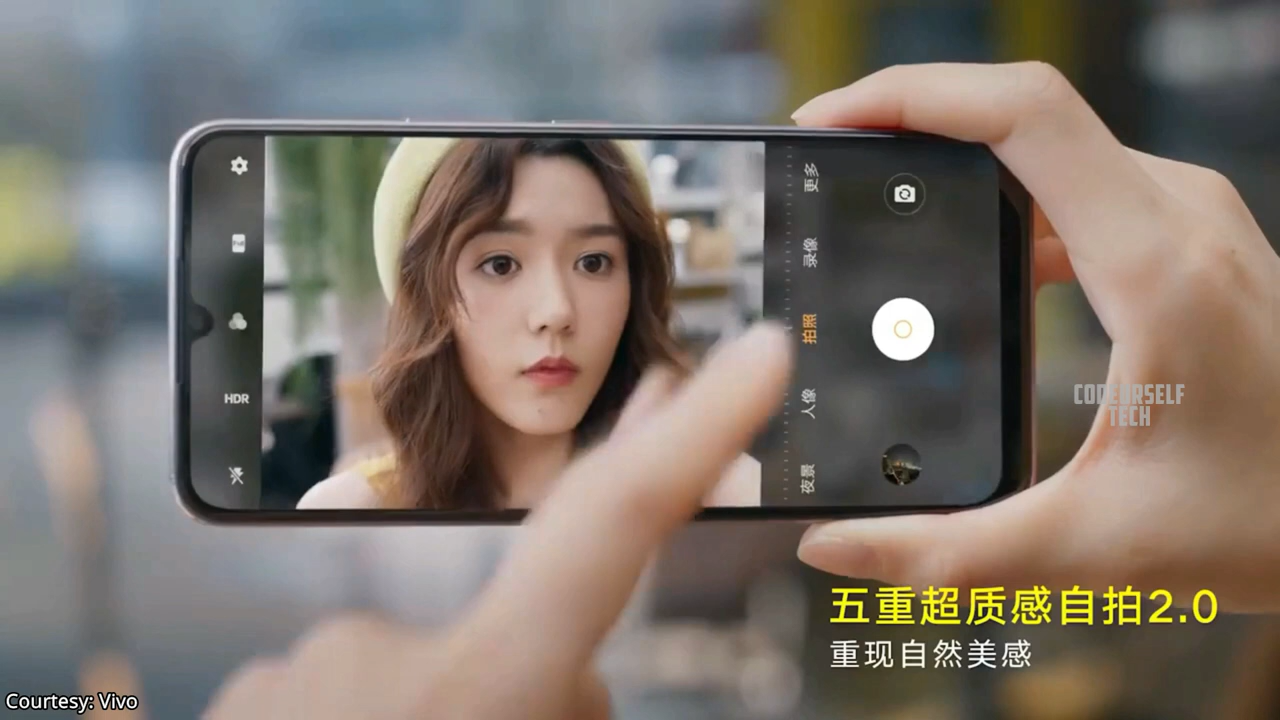 更多
录像
拍照
人像
夜景
HDR
CODEORSELF
TECH
五重超质感自拍2.0
重现自然美感
Courtesy: Vivo